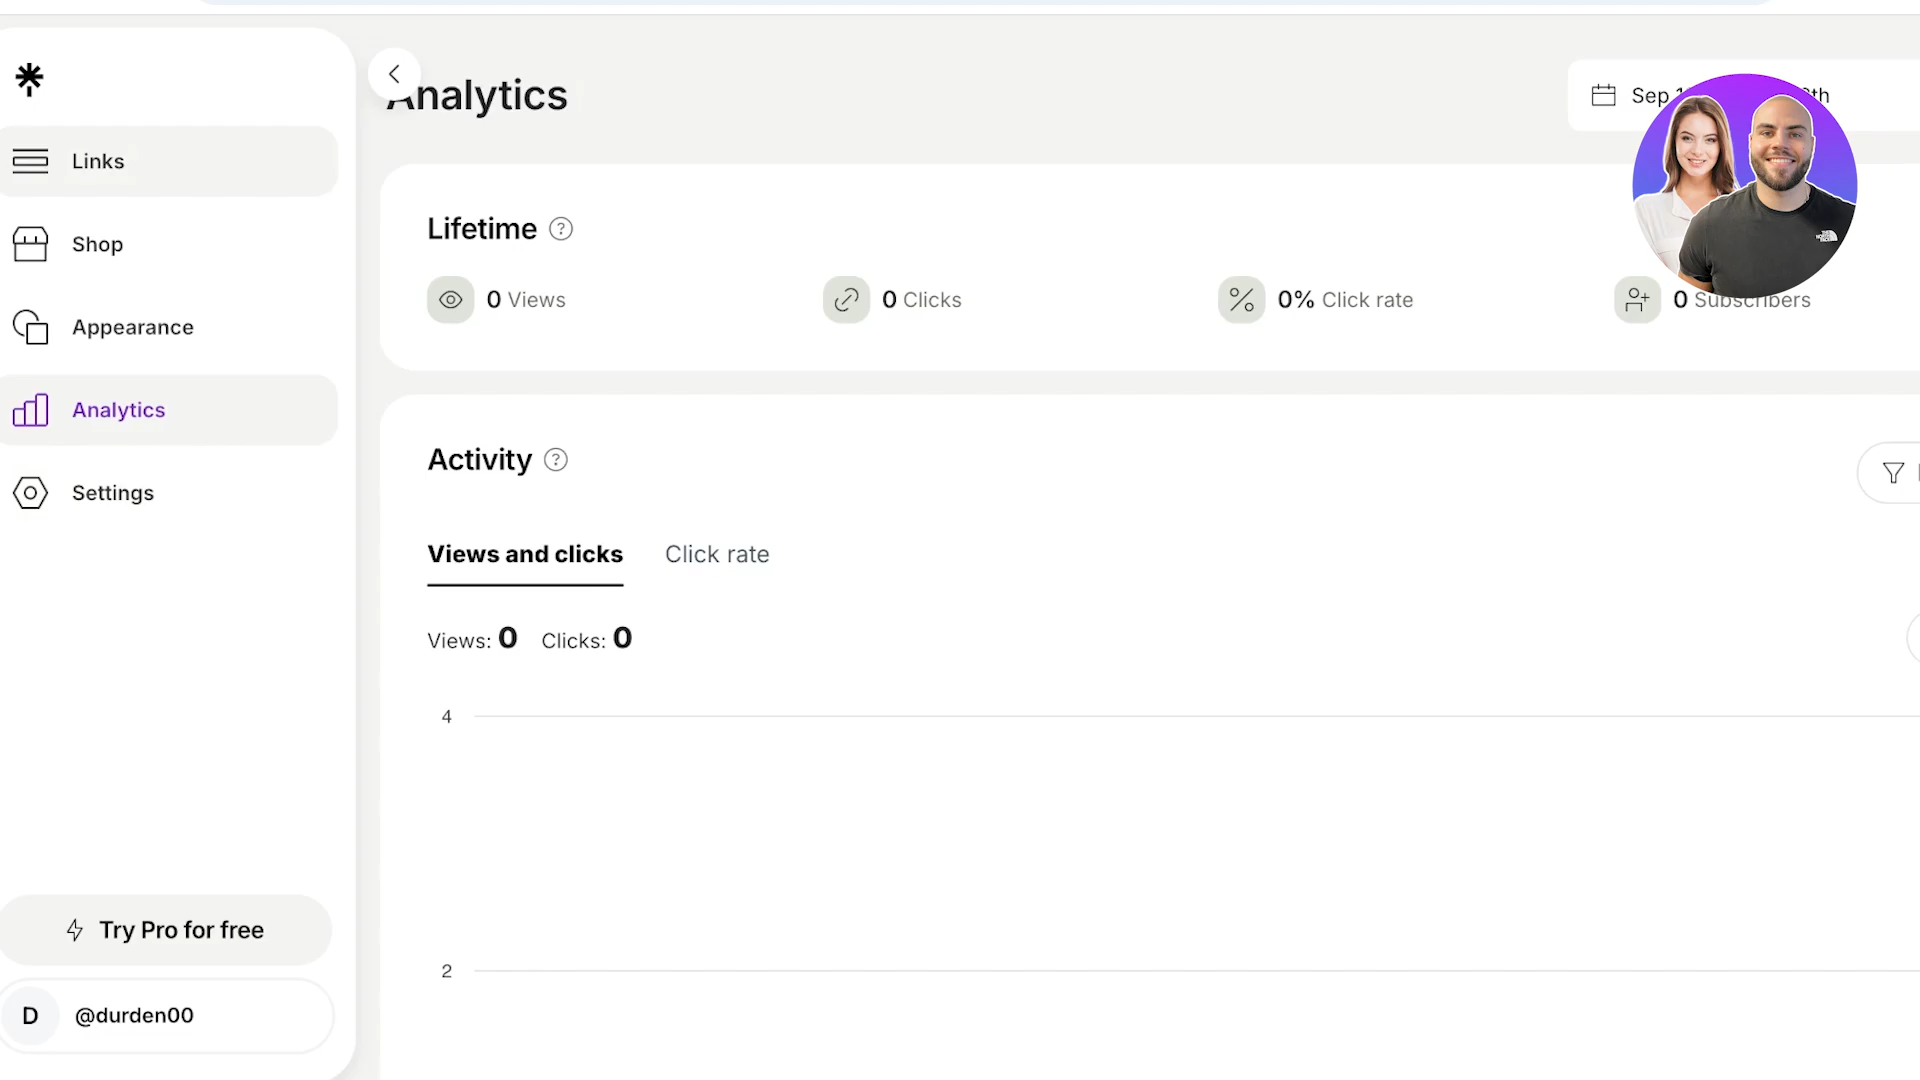 Analytics
Sep
Links
Shop
Appearance
Analytics
Settings
Lifetime
0 Views
0 Clicks
0% Click rate
0 Subscribers
Activity
Views and clicks
Click rate
Views: 0 Clicks: 0
4
2
Try Pro for free
D
@durden00